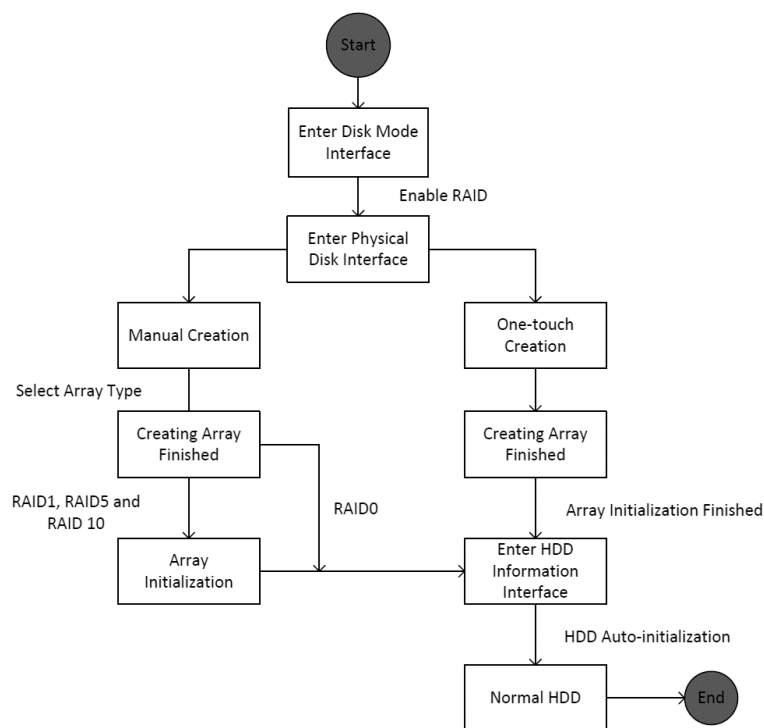 Start
Enter Disk Mode
Interface
Enable RAID
Enter Physical
Disk Interface
Manual Creation
One-touch
Creation
Select Array Type
Creating Array
Finished
Creating Array
Finished
RAID1, RAID5 and
RAID 10
RAID0
Array Initialization Finished
Array
Initialization
Enter HDD
Information
Interface
HDD Auto-initialization
Normal HDD
End